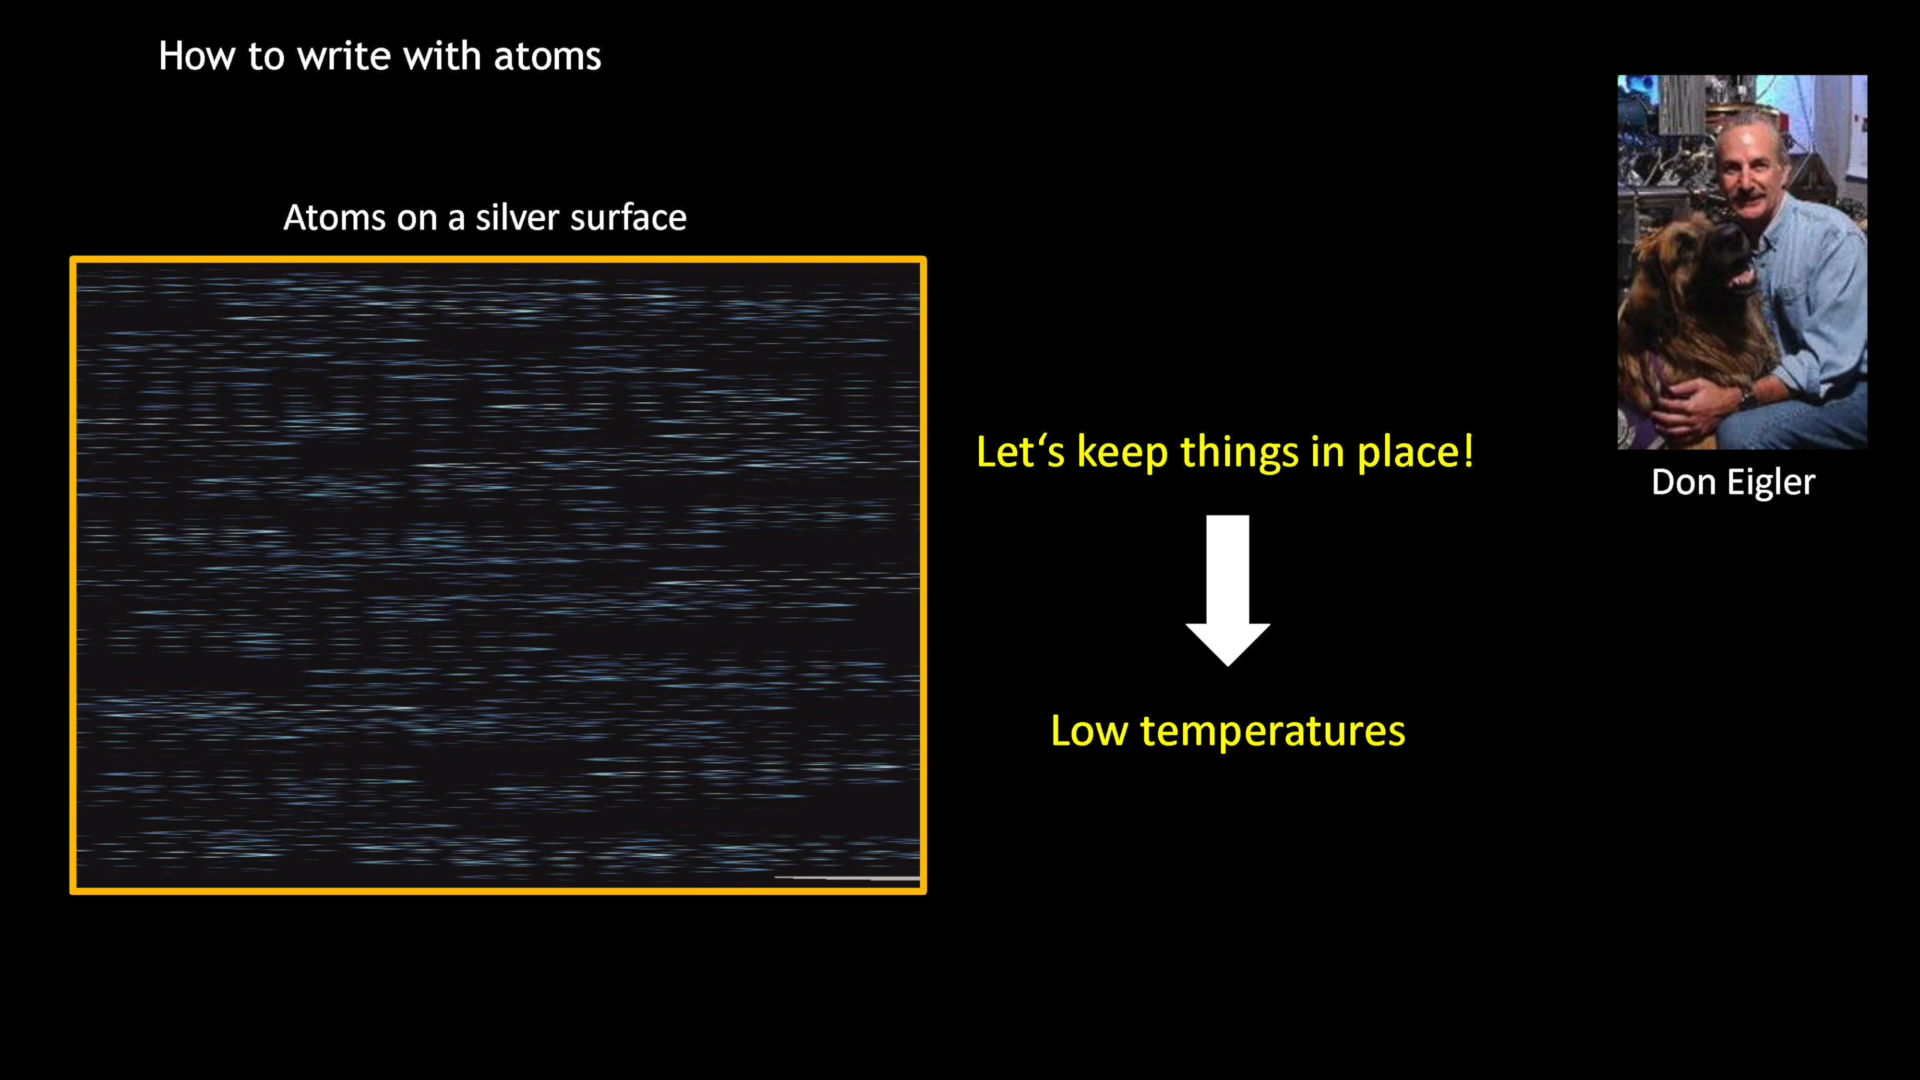 How to write with atoms
Atoms on a silver surface
Let‘s keep things in place!
Low temperatures
Don Eigler